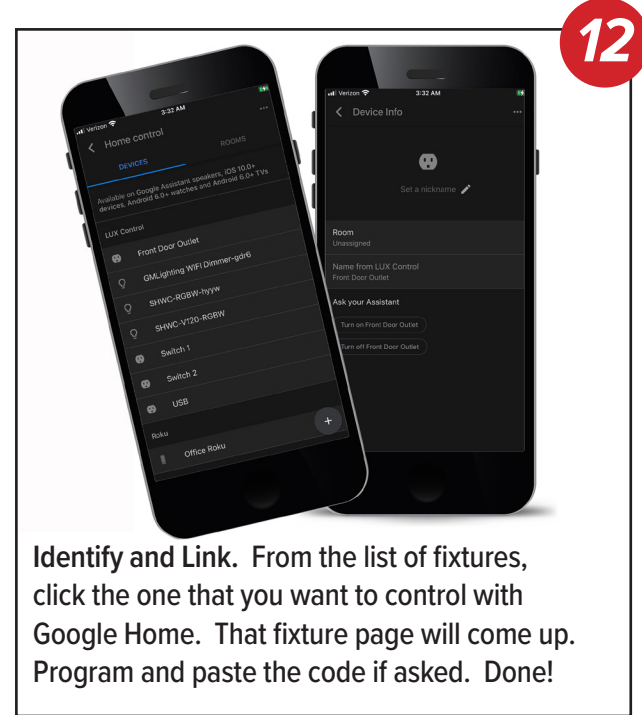 12
Verizon 3:32 AM
Home control
DEVICES ROOMS
Available on Google Assistant speakers, iOS 10.0+
devices, Android 6.0+ watches and Android 6.0+ TVs
LUX Control
Front Door Outlet
GMLighting WIFI Dimmer-gdr6
SHWC-RGBW-hyyw
SHWC-V120-RGBW
Switch 1
Switch 2
USB
Roku
Office Roku
+
Verizon 3:32 AM
Device Info
Set a nickname
Room
Unassigned
Name from LUX Control
Front Door Outlet
Ask your Assistant
Turn on Front Door Outlet
Turn off Front Door Outlet
Identify and Link. From the list of fixtures,
click the one that you want to control with
Google Home. That fixture page will come up.
Program and paste the code if asked. Done!